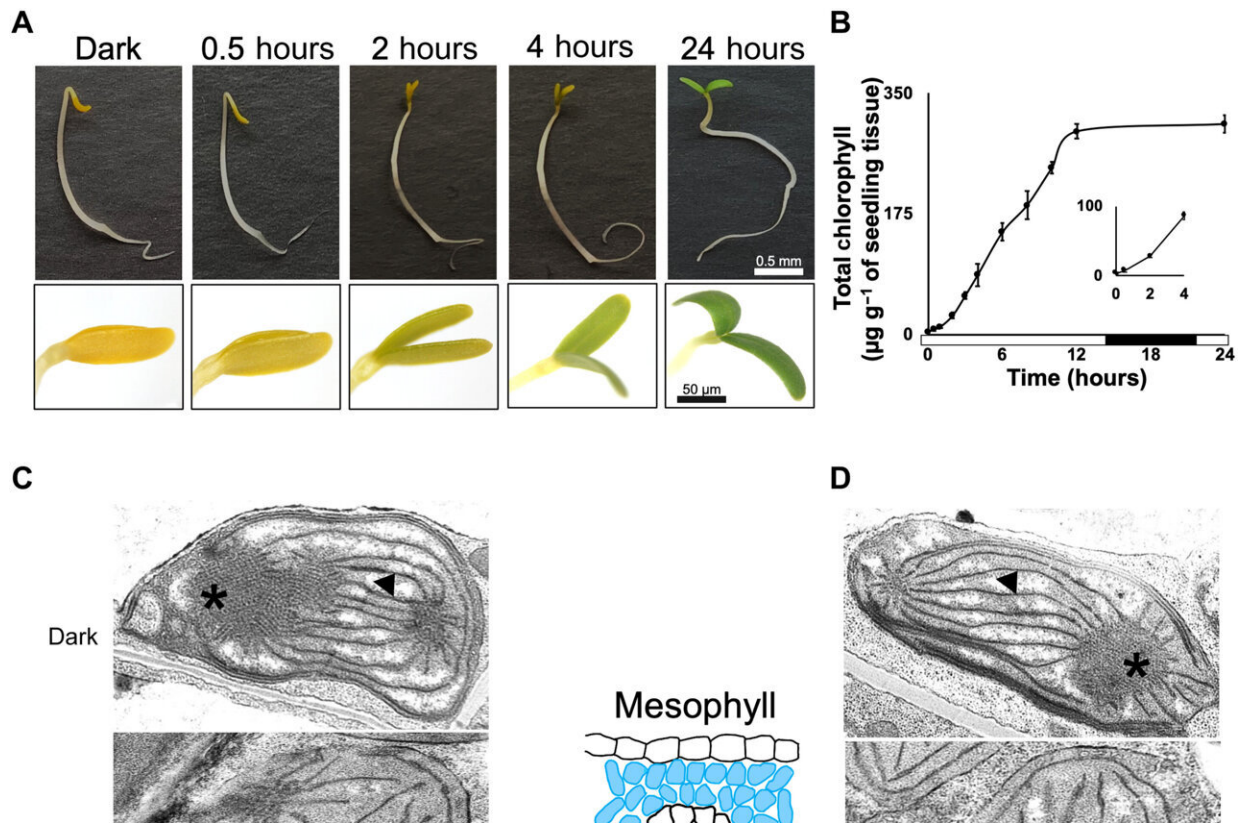 A
Dark
0.5 hours
2 hours
4 hours
24 hours
0.5 mm
50 µm
B
Total chlorophyll
(µg g⁻¹ of seedling tissue)
350
175
0
100
0
0 2 4
0 6 12 18 24
Time (hours)
C
D
Dark
*
*
Mesophyll